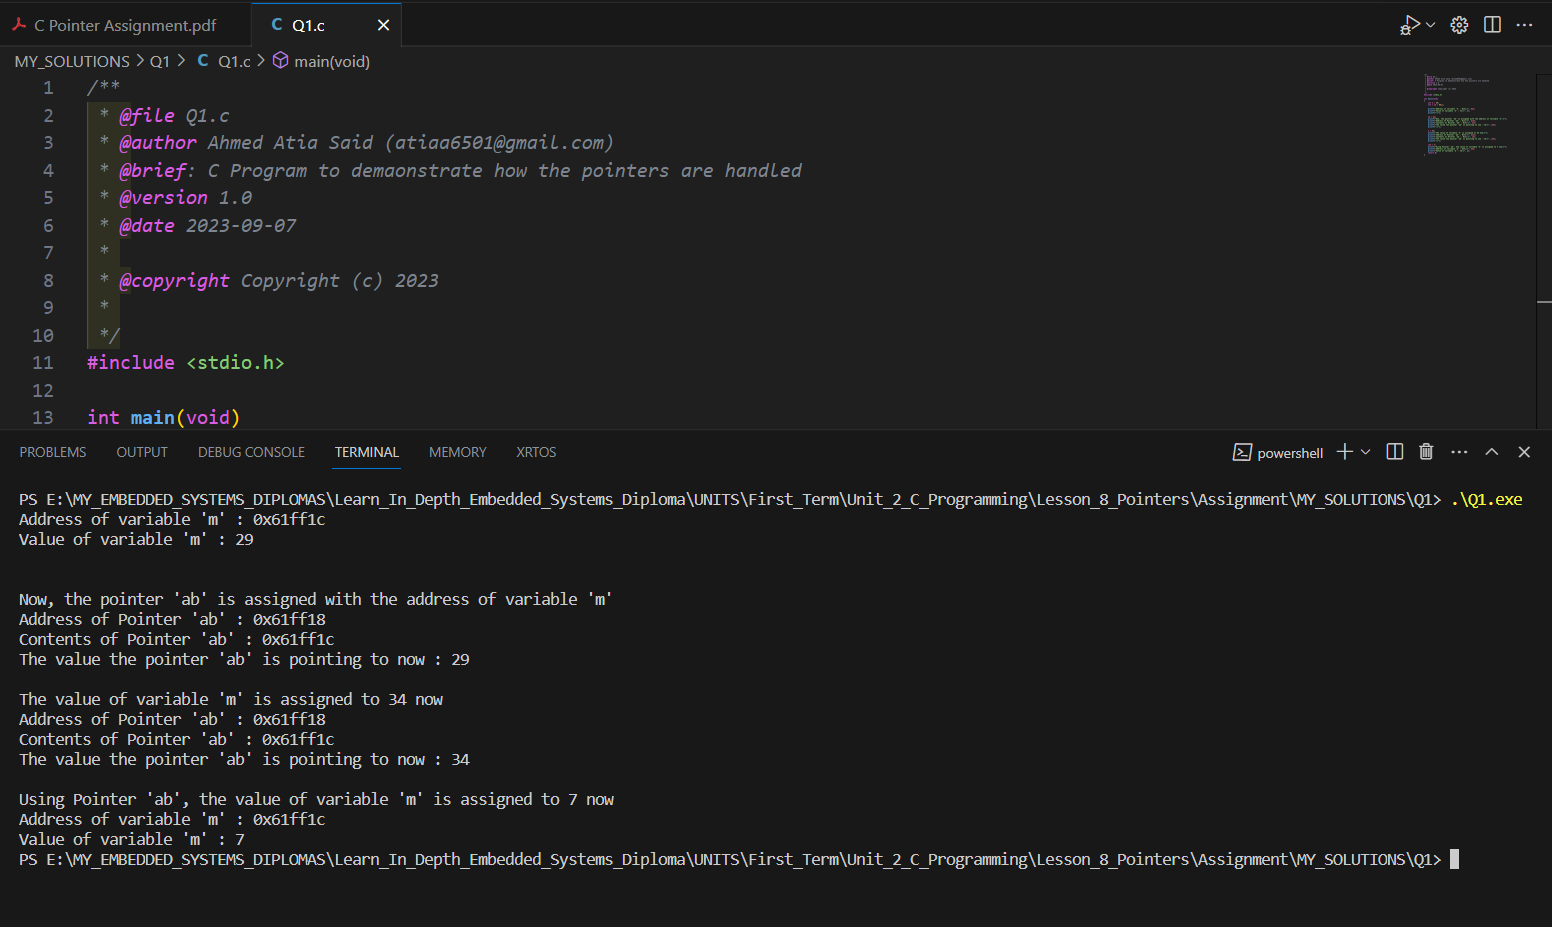 C Pointer Assignment.pdf
C Q1.c
MY_SOLUTIONS > Q1 > C Q1.c > main(void)
1 /**
2 * @file Q1.c
3 * @author Ahmed Atia Said (atiaa6501@gmail.com)
4 * @brief: C Program to demaonstrate how the pointers are handled
5 * @version 1.0
6 * @date 2023-09-07
7 *
8 * @copyright Copyright (c) 2023
9 *
10 */
11 #include <stdio.h>
12
13 int main(void)
PROBLEMS OUTPUT DEBUG CONSOLE TERMINAL MEMORY XRTOS powershell
PS E:\MY_EMBEDDED_SYSTEMS_DIPLOMAS\Learn_In_Depth_Embedded_Systems_Diploma\UNITS\First_Term\Unit_2_C_Programming\Lesson_8_Pointers\Assignment\MY_SOLUTIONS\Q1> .\Q1.exe
Address of variable 'm' : 0x61ff1c
Value of variable 'm' : 29
Now, the pointer 'ab' is assigned with the address of variable 'm'
Address of Pointer 'ab' : 0x61ff18
Contents of Pointer 'ab' : 0x61ff1c
The value the pointer 'ab' is pointing to now : 29
The value of variable 'm' is assigned to 34 now
Address of Pointer 'ab' : 0x61ff18
Contents of Pointer 'ab' : 0x61ff1c
The value the pointer 'ab' is pointing to now : 34
Using Pointer 'ab', the value of variable 'm' is assigned to 7 now
Address of variable 'm' : 0x61ff1c
Value of variable 'm' : 7
PS E:\MY_EMBEDDED_SYSTEMS_DIPLOMAS\Learn_In_Depth_Embedded_Systems_Diploma\UNITS\First_Term\Unit_2_C_Programming\Lesson_8_Pointers\Assignment\MY_SOLUTIONS\Q1>